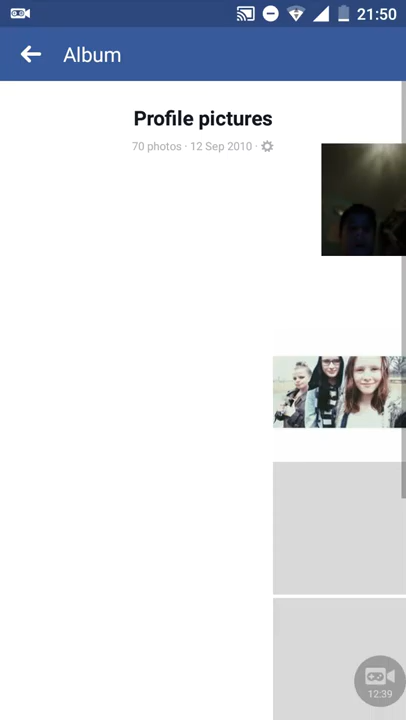 21:50
Album
Profile pictures
70 photos · 12 Sep 2010 ·
12:39